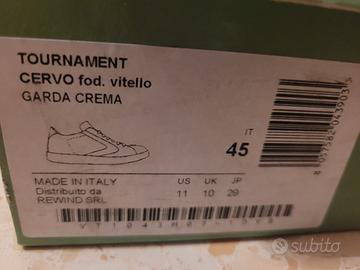 TOURNAMENT
CERVO fod. vitello
GARDA CREMA
IT
45
MADE IN ITALY
Distribuito da
REWIND SRL
US UK JP
11 10 29
subito